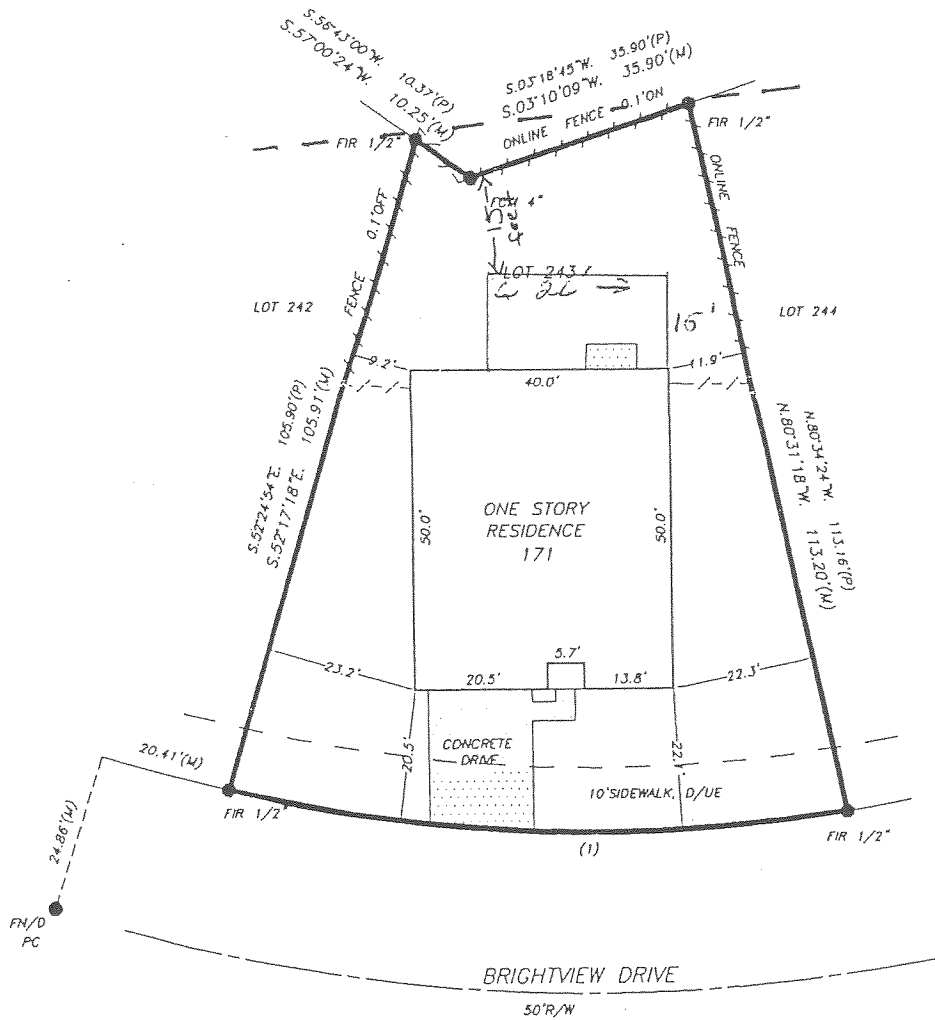 S.56°43'00"W. 10.37'(P)
S.57°00'24"W. 10.25'(M)
S.03°18'45"W. 35.90'(P)
S.03°10'09"W. 35.90'(M)
ONLINE FENCE 0.1'ON
FIR 1/2"
FIR 1/2"
FENCE 0.1'OFF
ONLINE FENCE
4"
15
feet
LOT 243
26
15'
LOT 242
LOT 244
9.2'
11.9'
40.0'
S.52°24'54"E. 105.90'(P)
S.52°17'18"E. 105.91'(M)
N.80°34'24"W. 113.16'(P)
N.80°31'18"W. 113.20'(M)
50.0'
ONE STORY
RESIDENCE
171
50.0'
5.7'
23.2'
20.5'
13.8'
22.3'
20.5'
CONCRETE
DRIVE
10'SIDEWALK, D/UE
20.41'(M)
FIR 1/2"
FIR 1/2"
(1)
24.86'(M)
FN/D
PC
BRIGHTVIEW DRIVE
50'R/W